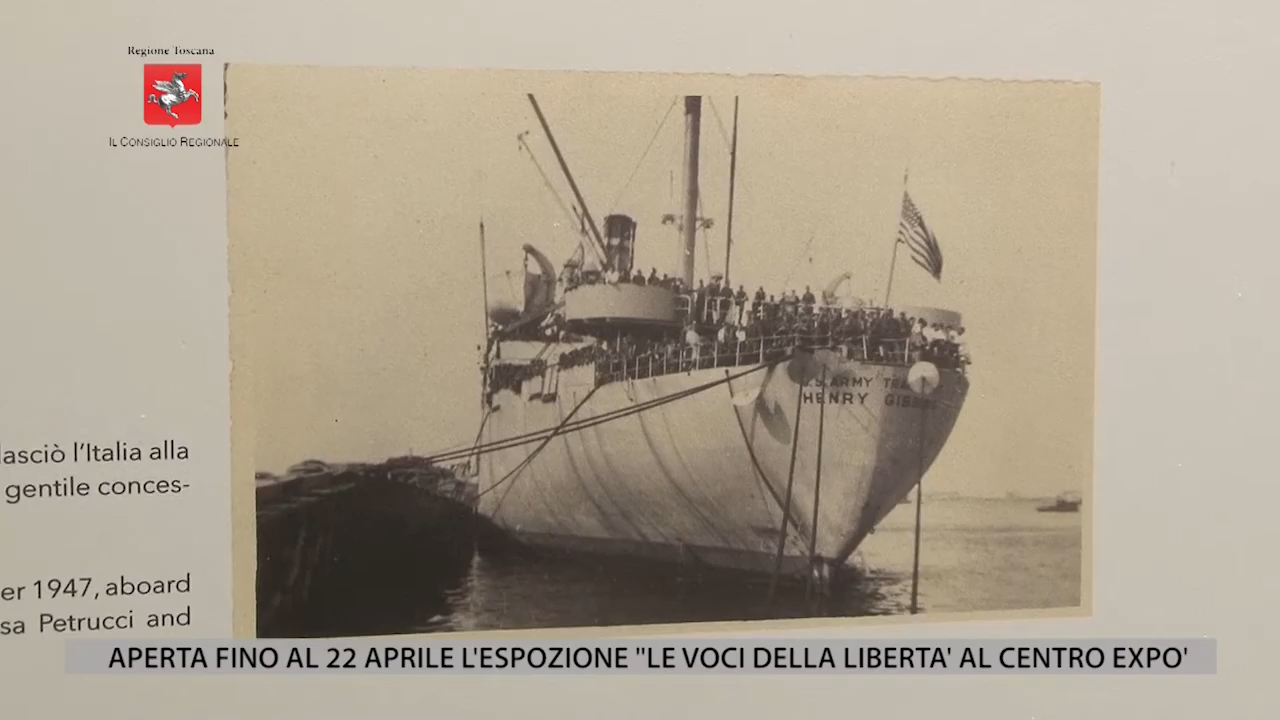 Regione Toscana
IL CONSIGLIO REGIONALE
U.S. ARMY
HENRY
lasciò l'Italia alla
gentile conces-
er 1947, aboard
sa Petrucci and
APERTA FINO AL 22 APRILE L'ESPOZIONE "LE VOCI DELLA LIBERTA' AL CENTRO EXPO'